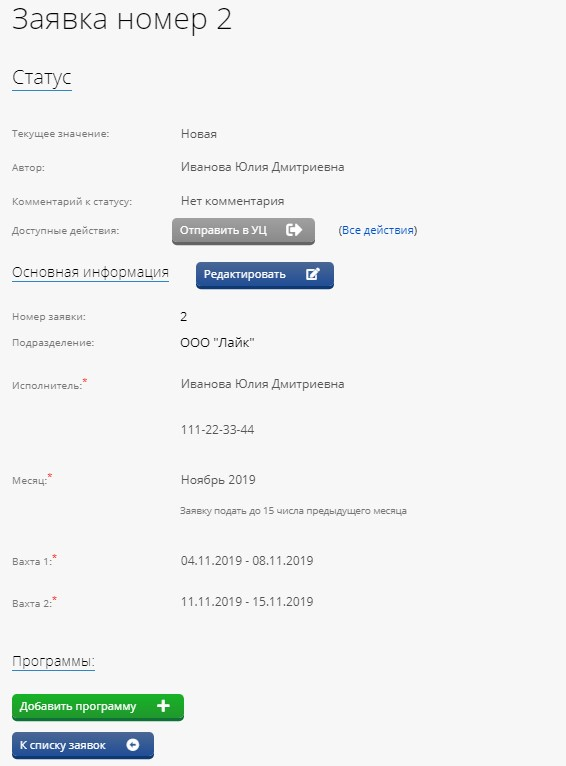 Заявка номер 2
Статус
Текущее значение: Новая
Автор: Иванова Юлия Дмитриевна
Комментарий к статусу: Нет комментария
Доступные действия: Отправить в УЦ (Все действия)
Основная информация Редактировать
Номер заявки: 2
Подразделение: ООО "Лайк"
Исполнитель:* Иванова Юлия Дмитриевна
111-22-33-44
Месяц:* Ноябрь 2019
Заявку подать до 15 числа предыдущего месяца
Вахта 1:* 04.11.2019 - 08.11.2019
Вахта 2:* 11.11.2019 - 15.11.2019
Программы:
Добавить программу
К списку заявок